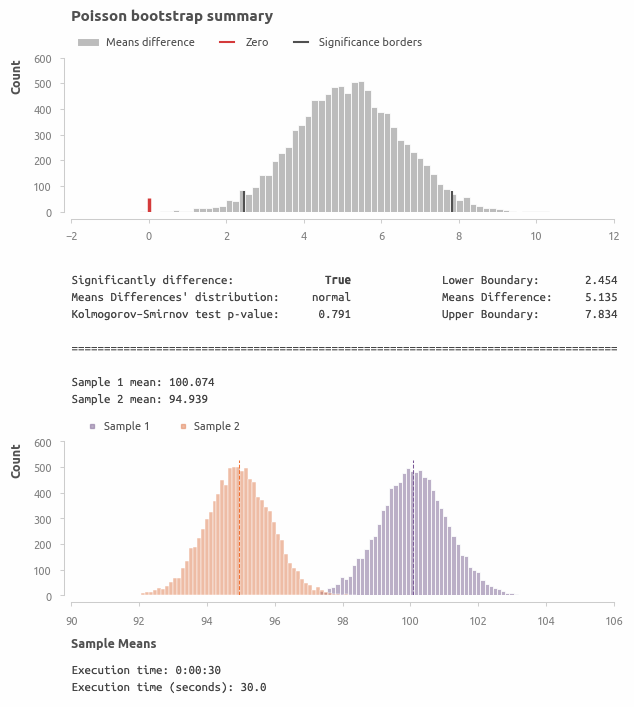 Poisson bootstrap summary
Means difference Zero Significance borders
Count
600
500
400
300
200
100
0
−2 0 2 4 6 8 10 12
Significantly difference: True Lower Boundary: 2.454
Means Differences' distribution: normal Means Difference: 5.135
Kolmogorov-Smirnov test p-value: 0.791 Upper Boundary: 7.834
=====================================================================================
Sample 1 mean: 100.074
Sample 2 mean: 94.939
Sample 1 Sample 2
Count
600
500
400
300
200
100
0
90 92 94 96 98 100 102 104 106
Sample Means
Execution time: 0:00:30
Execution time (seconds): 30.0